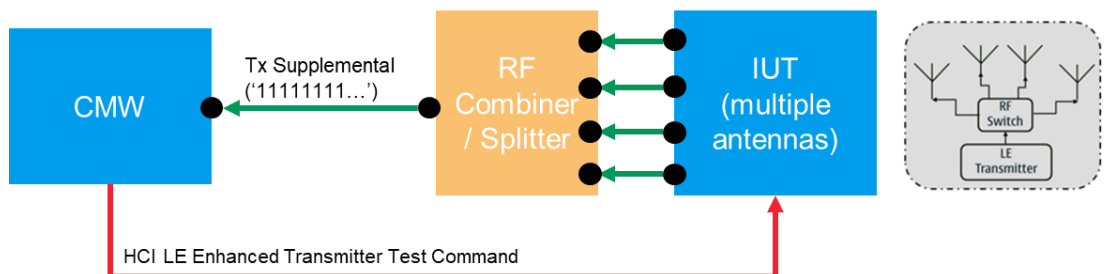 CMW
Tx Supplemental
(‘11111111…’)
RF
Combiner
/ Splitter
IUT
(multiple
antennas)
RF
Switch
LE
Transmitter
HCI LE Enhanced Transmitter Test Command